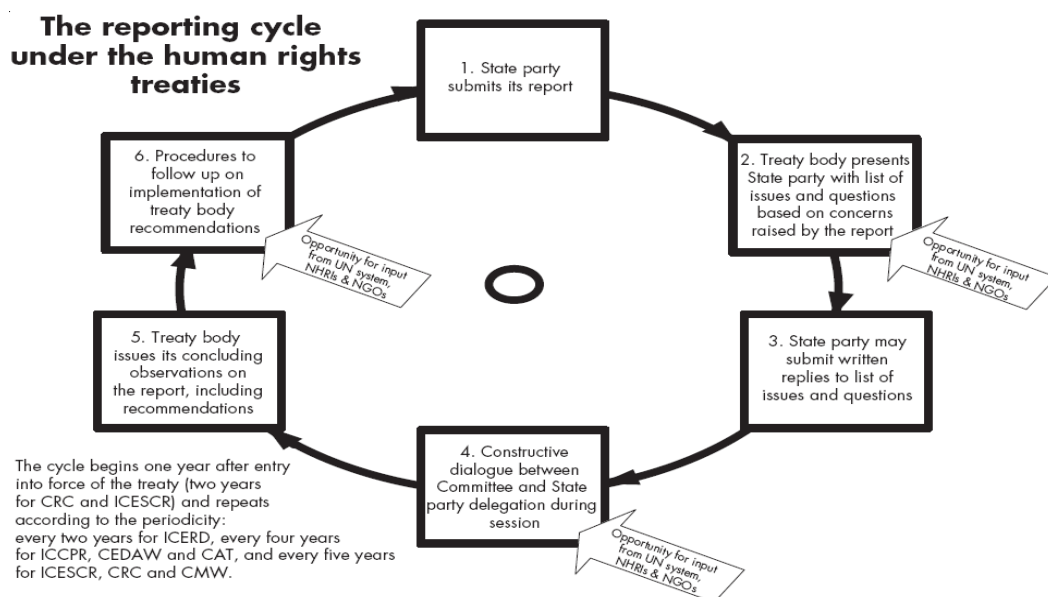 The reporting cycle
under the human rights
treaties
1. State party
submits its report
2. Treaty body presents
State party with list of
issues and questions
based on concerns
raised by the report
Opportunity for input
from UN system,
NHRIs & NGOs
3. State party may
submit written
replies to list of
issues and questions
4. Constructive
dialogue between
Committee and State
party delegation during
session
Opportunity for input
from UN system,
NHRIs & NGOs
5. Treaty body
issues its concluding
observations on
the report, including
recommendations
6. Procedures to
follow up on
implementation of
treaty body
recommendations
Opportunity for input
from UN system,
NHRIs & NGOs
The cycle begins one year after entry
into force of the treaty (two years
for CRC and ICESCR) and repeats
according to the periodicity:
every two years for ICERD, every four years
for ICCPR, CEDAW and CAT, and every five years
for ICESCR, CRC and CMW.